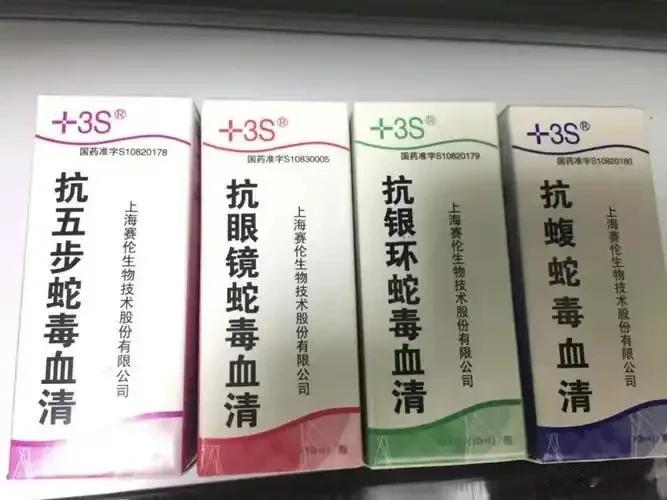 +3S®
国药准字S10820178
抗五步蛇毒血清
上海赛伦生物技术股份有限公司
+3S®
国药准字S10830005
抗眼镜蛇毒血清
上海赛伦生物技术股份有限公司
(10ml)/瓶
+3S®
国药准字S10820179
抗银环蛇毒血清
上海赛伦生物技术股份有限公司
(10ml)/瓶
+3S®
国药准字S10820180
抗蝮蛇毒血清
上海赛伦生物技术股份有限公司
(10ml)/瓶